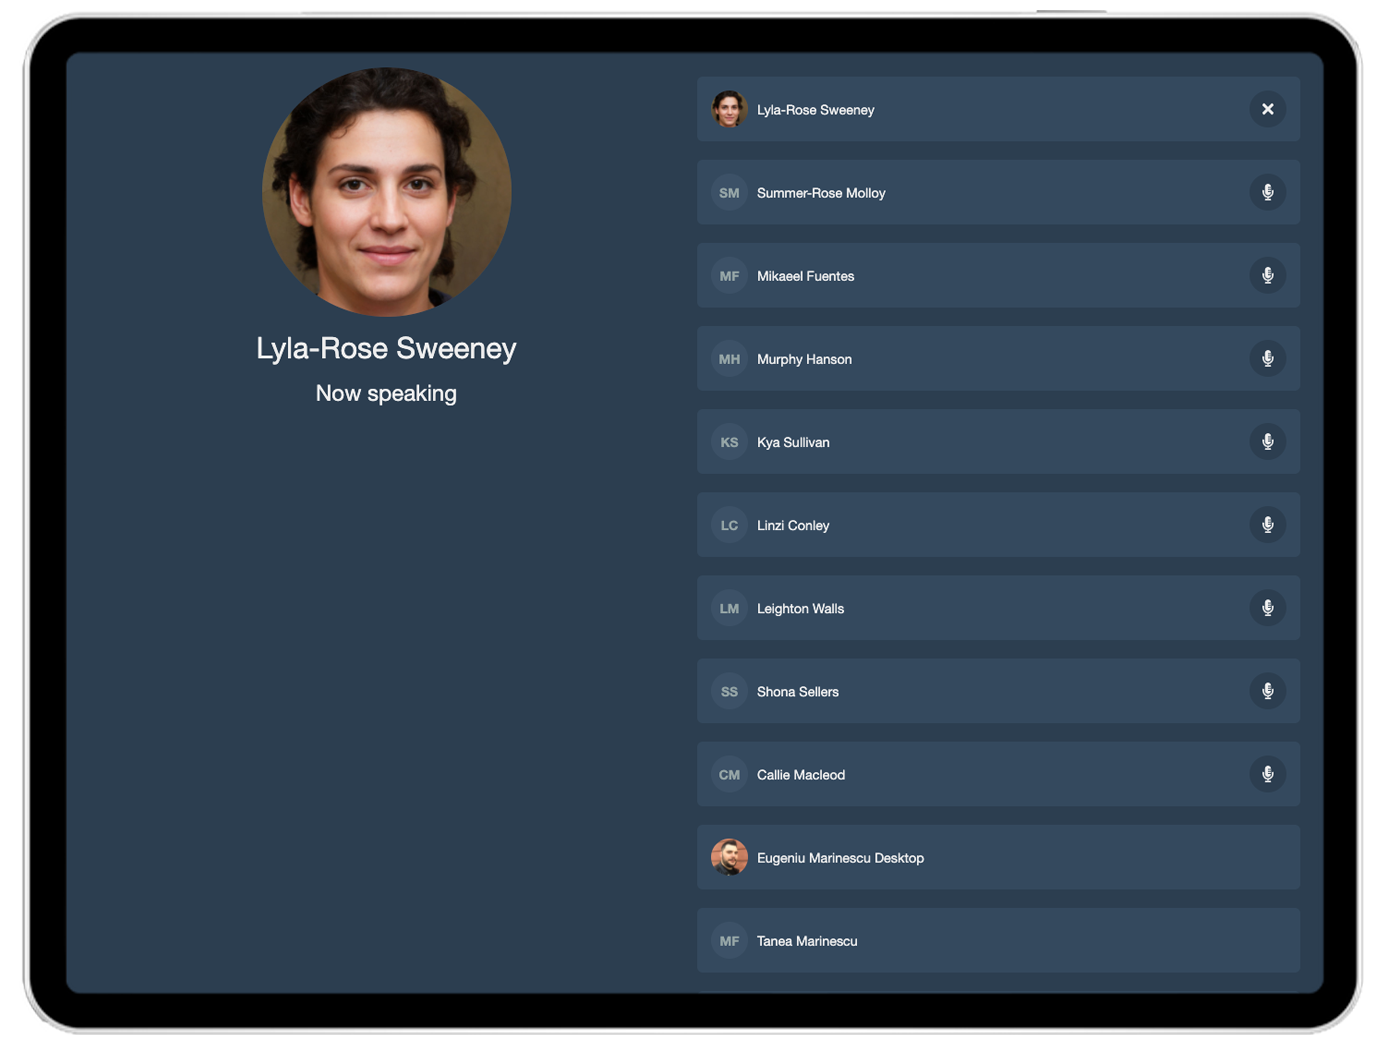 Lyla-Rose Sweeney
Now speaking
Lyla-Rose Sweeney
SM Summer-Rose Molloy
MF Mikaeel Fuentes
MH Murphy Hanson
KS Kya Sullivan
LC Linzi Conley
LM Leighton Walls
SS Shona Sellers
CM Callie Macleod
Eugeniu Marinescu Desktop
MF Tanea Marinescu